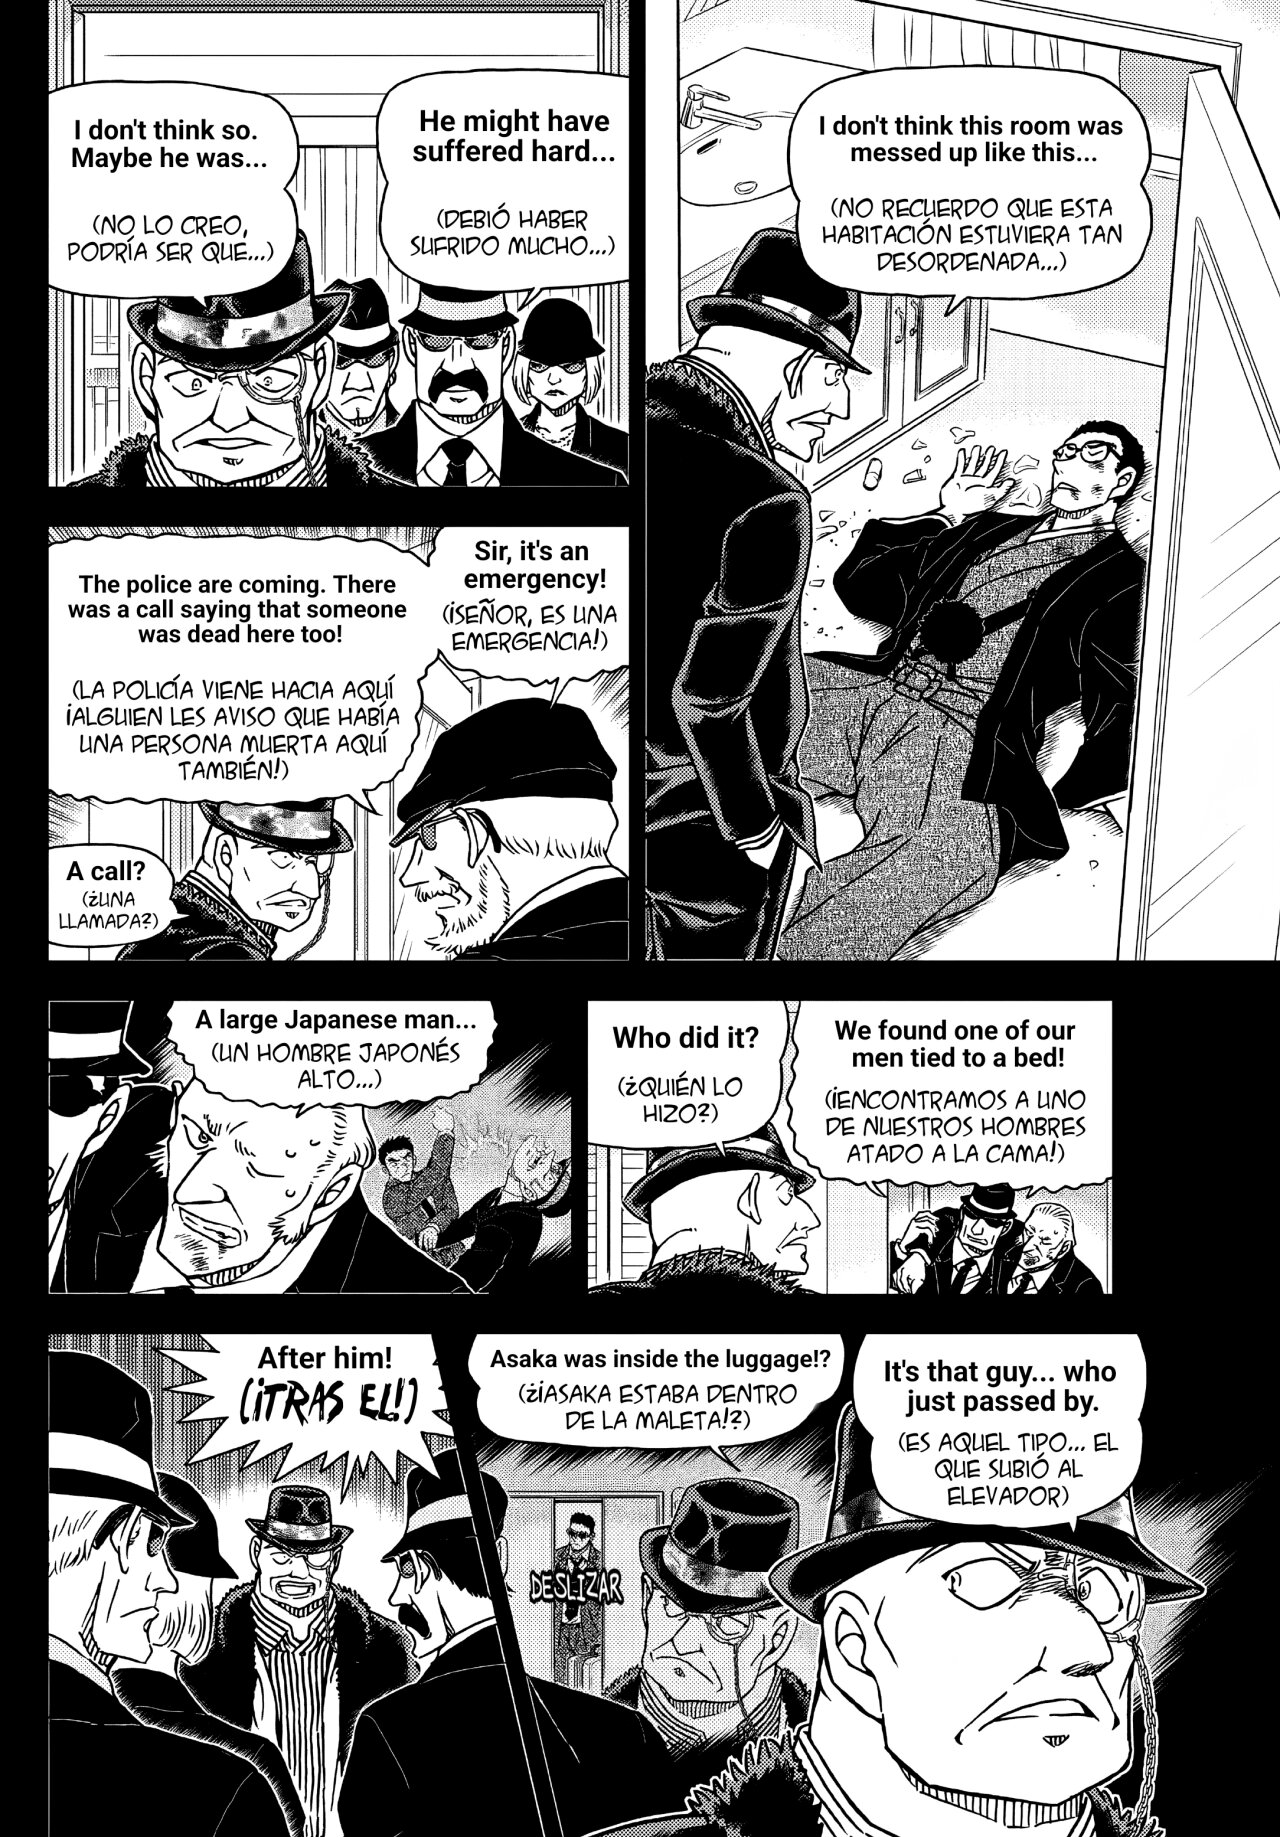 I don't think this room was
messed up like this...
(NO RECUERDO QUE ESTA
HABITACIÓN ESTUVIERA TAN
DESORDENADA...)
He might have
suffered hard...
(DEBIÓ HABER
SUFRIDO MUCHO...)
I don't think so.
Maybe he was...
(NO LO CREO,
PODRÍA SER QUE...)
Sir, it's an
emergency!
(¡SEÑOR, ES UNA
EMERGENCIA!)
The police are coming. There
was a call saying that someone
was dead here too!
(LA POLICÍA VIENE HACIA AQUÍ
¡ALGUIEN LES AVISO QUE HABÍA
UNA PERSONA MUERTA AQUÍ
TAMBIÉN!)
A call?
(¿UNA
LLAMADA?)
We found one of our
men tied to a bed!
(¡ENCONTRAMOS A UNO
DE NUESTROS HOMBRES
ATADO A LA CAMA!)
Who did it?
(¿QUIÉN LO
HIZO?)
A large Japanese man...
(UN HOMBRE JAPONÉS
ALTO...)
It's that guy... who
just passed by.
(ES AQUEL TIPO... EL
QUE SUBIÓ AL
ELEVADOR)
Asaka was inside the luggage!?
(¿¡ASAKA ESTABA DENTRO
DE LA MALETA!?)
DESLIZAR
After him!
(¡TRAS EL!)